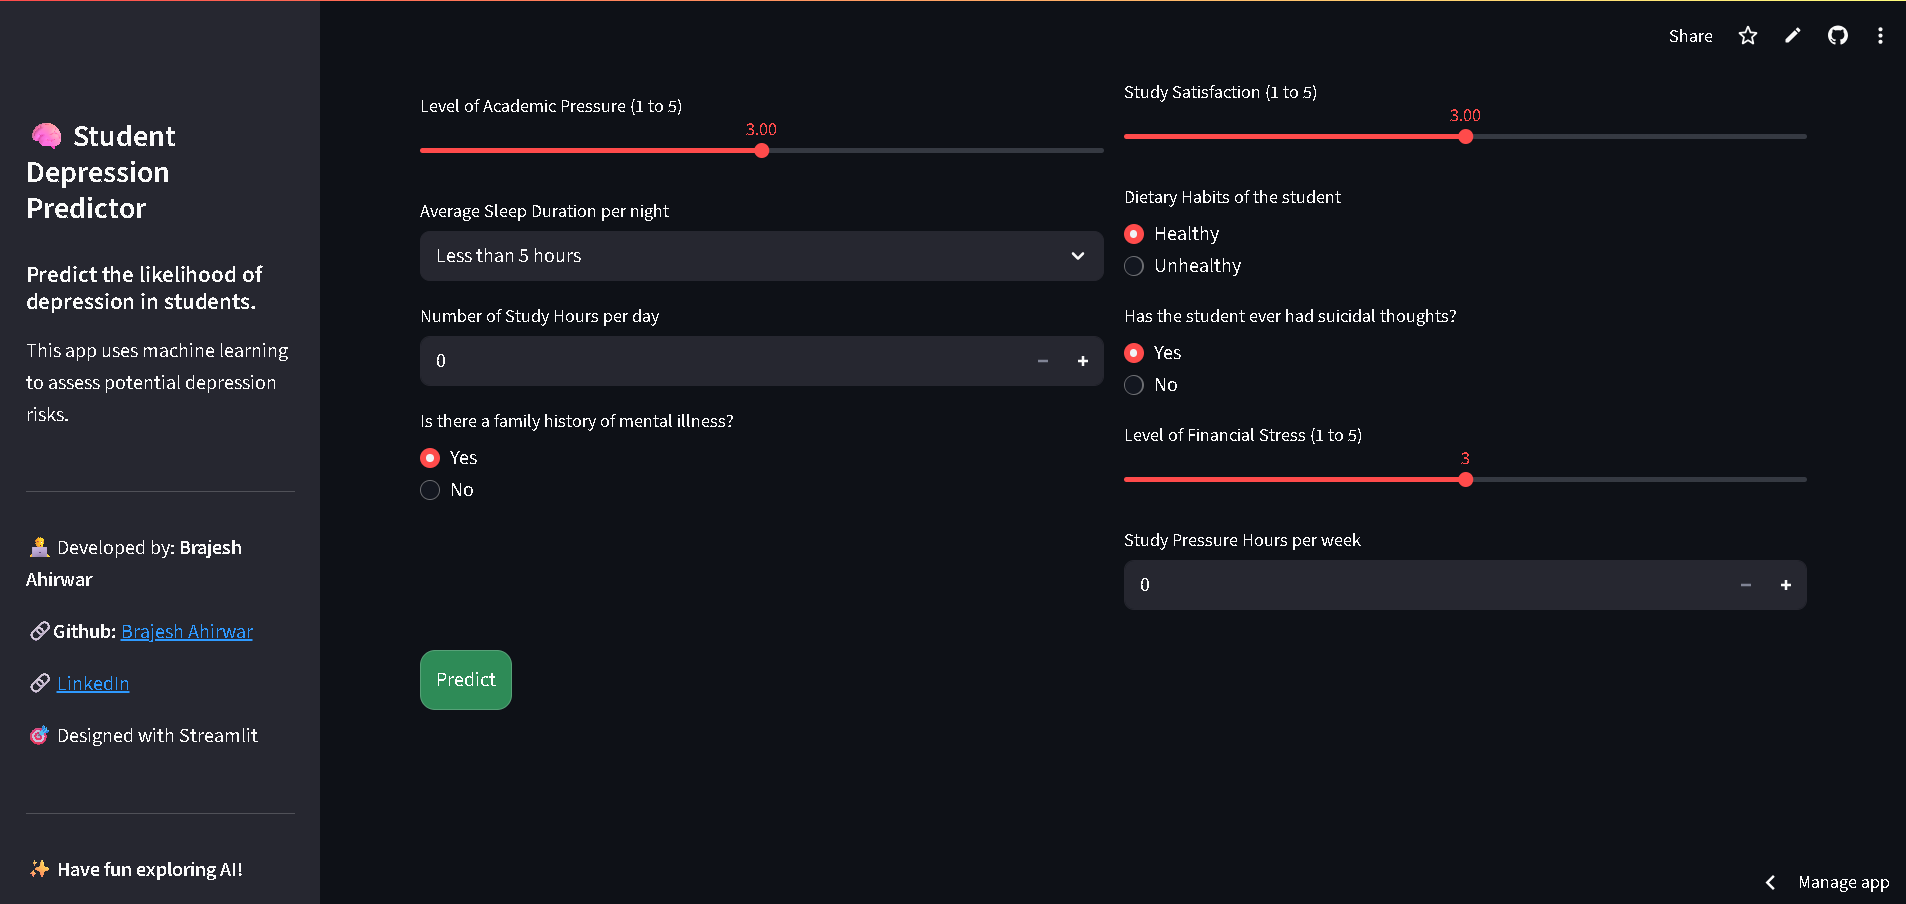 Share
Student
Depression
Predictor
Predict the likelihood of
depression in students.
This app uses machine learning
to assess potential depression
risks.
Developed by: Brajesh
Ahirwar
Github: Brajesh Ahirwar
LinkedIn
Designed with Streamlit
Have fun exploring AI!
Level of Academic Pressure (1 to 5)
3.00
Average Sleep Duration per night
Less than 5 hours
Number of Study Hours per day
0
Is there a family history of mental illness?
Yes
No
Study Satisfaction (1 to 5)
3.00
Dietary Habits of the student
Healthy
Unhealthy
Has the student ever had suicidal thoughts?
Yes
No
Level of Financial Stress (1 to 5)
3
Study Pressure Hours per week
0
Predict
Manage app